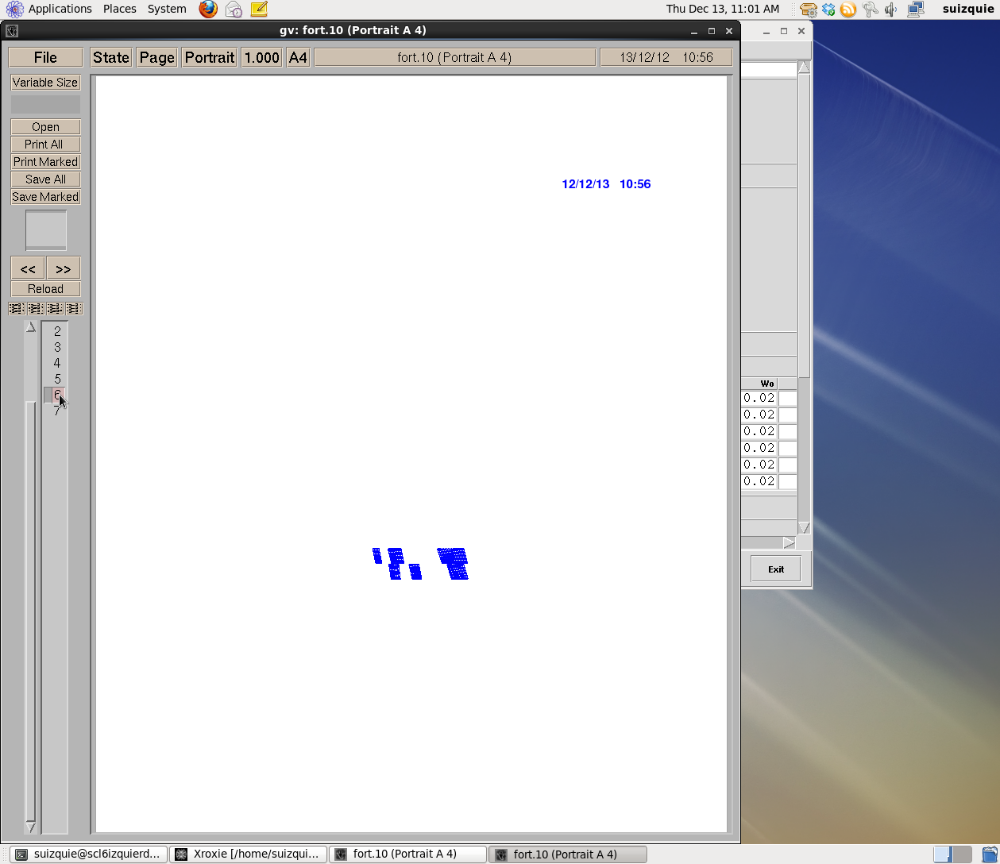 Applications Places System Thu Dec 13, 11:01 AM suizquie
gv: fort.10 (Portrait A 4)
File State Page Portrait 1.000 A4 fort.10 (Portrait A 4) 13/12/12 10:56
Variable Size
Open
Print All
Print Marked
Save All
Save Marked
<< >>
Reload
12/12/13 10:56
2
3
4
5
6
7
Wo
0.02
0.02
0.02
0.02
0.02
0.02
Exit
suizquie@scl6izquierd... Xroxie [/home/suizqui... fort.10 (Portrait A 4) fort.10 (Portrait A 4)